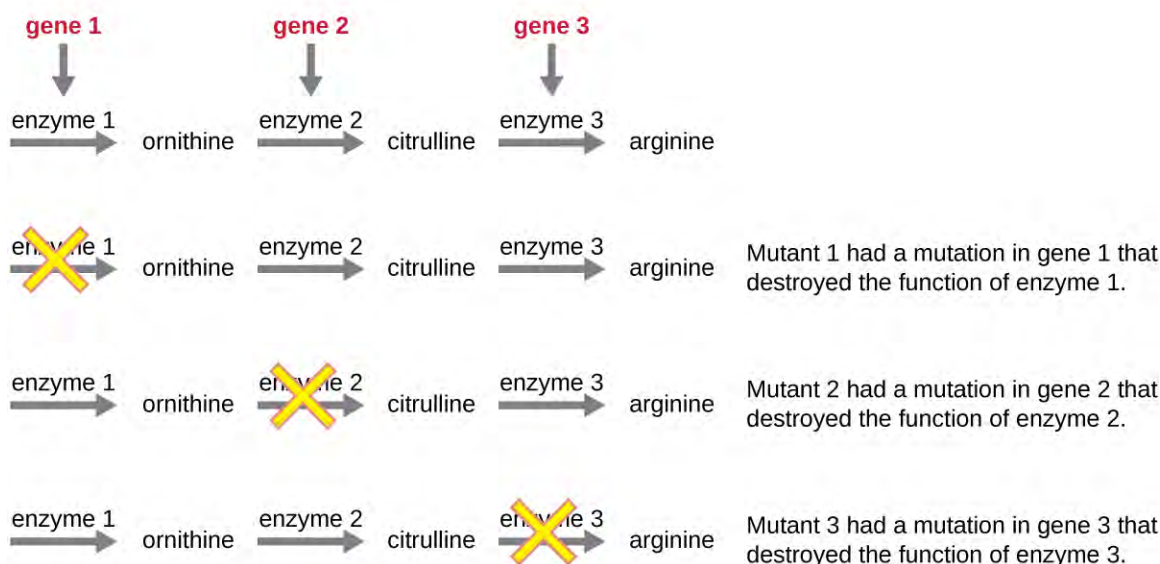 gene 1 gene 2 gene 3
enzyme 1 enzyme 2 enzyme 3
ornithine citrulline arginine
enzyme 1 enzyme 2 enzyme 3
ornithine citrulline arginine
Mutant 1 had a mutation in gene 1 that
destroyed the function of enzyme 1.
enzyme 1 enzyme 2 enzyme 3
ornithine citrulline arginine
Mutant 2 had a mutation in gene 2 that
destroyed the function of enzyme 2.
enzyme 1 enzyme 2 enzyme 3
ornithine citrulline arginine
Mutant 3 had a mutation in gene 3 that
destroyed the function of enzyme 3.